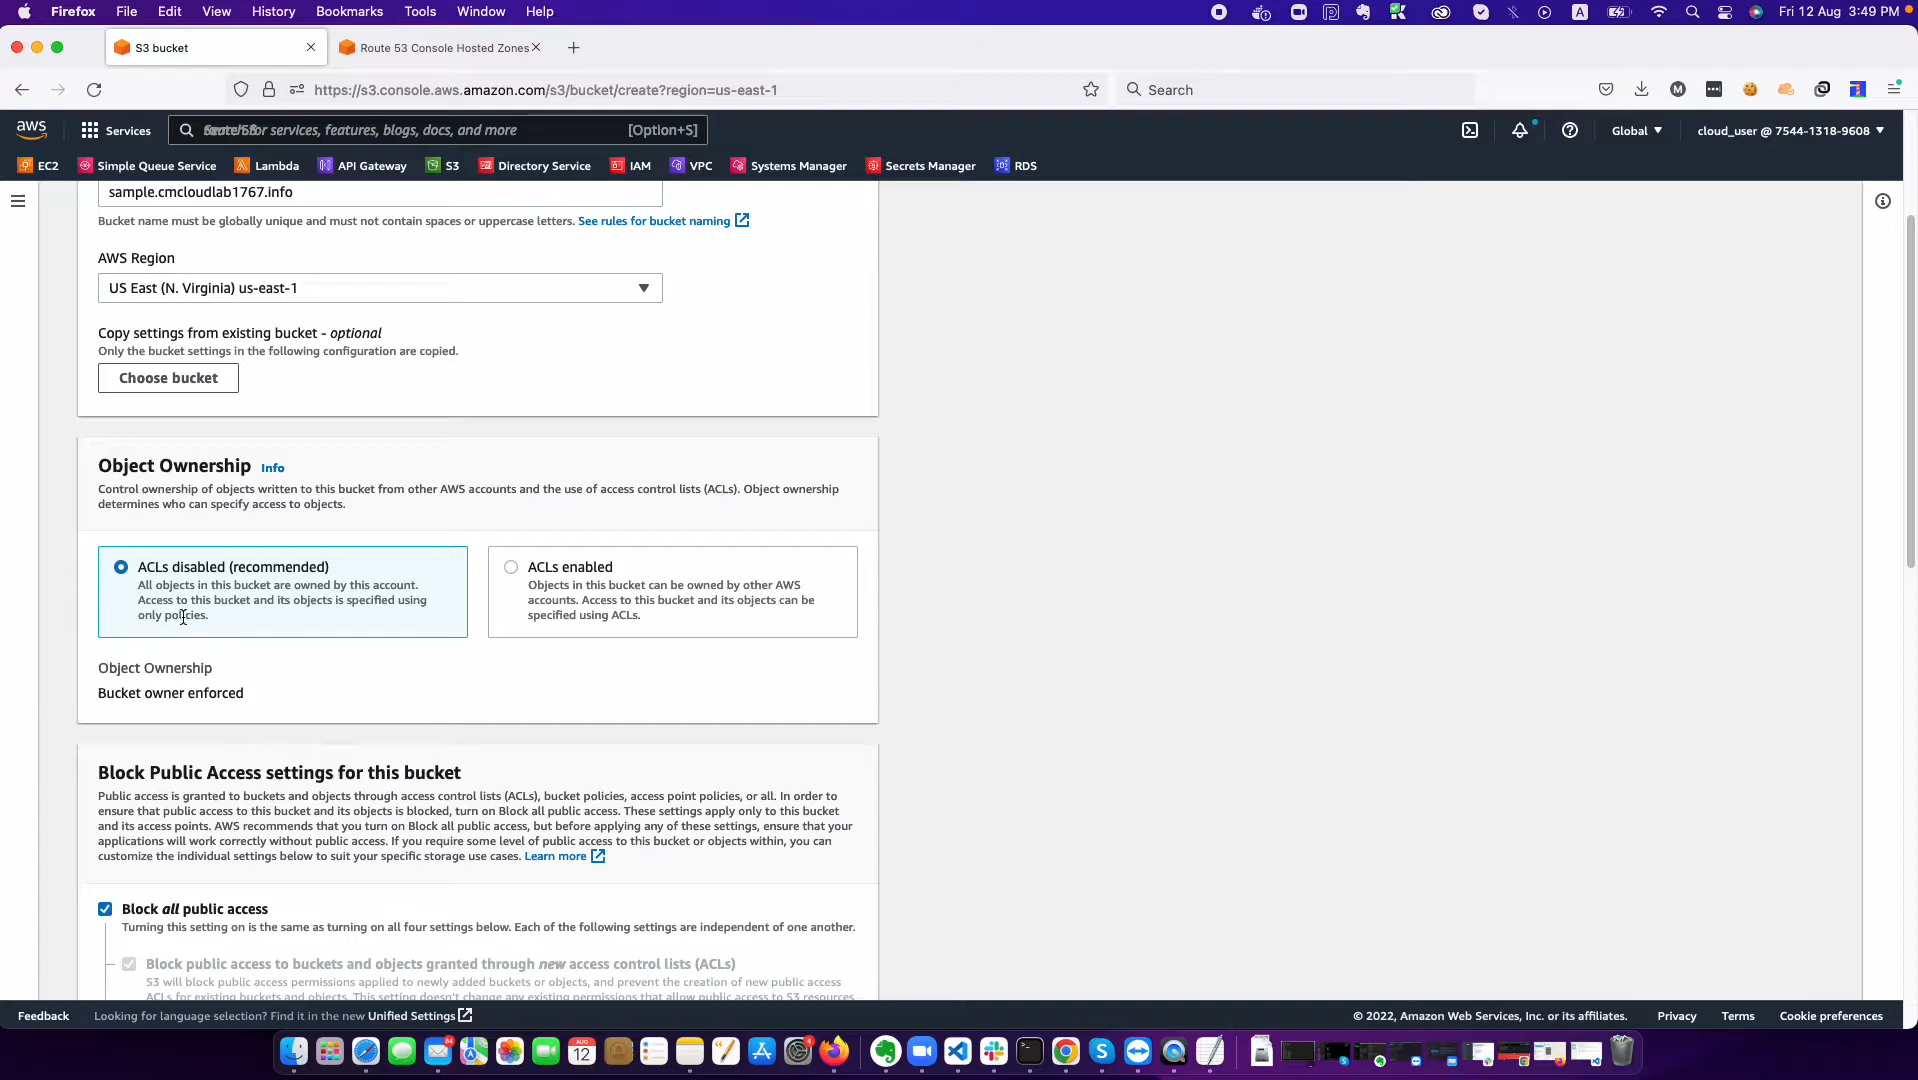 Firefox File Edit View History Bookmarks Tools Window Help
Fri 12 Aug 3:49 PM
S3 bucket
Route 53 Console Hosted Zones
https://s3.console.aws.amazon.com/s3/bucket/create?region=us-east-1
Search
aws Services for services, features, blogs, docs, and more [Option+S]
Global cloud_user @ 7544-1318-9608
EC2 Simple Queue Service Lambda API Gateway S3 Directory Service IAM VPC Systems Manager Secrets Manager RDS
sample.cmcloudlab1767.info
Bucket name must be globally unique and must not contain spaces or uppercase letters. See rules for bucket naming
AWS Region
US East (N. Virginia) us-east-1
Copy settings from existing bucket - optional
Only the bucket settings in the following configuration are copied.
Choose bucket
Object Ownership Info
Control ownership of objects written to this bucket from other AWS accounts and the use of access control lists (ACLs). Object ownership
determines who can specify access to objects.
ACLs disabled (recommended)
All objects in this bucket are owned by this account.
Access to this bucket and its objects is specified using
only policies.
ACLs enabled
Objects in this bucket can be owned by other AWS
accounts. Access to this bucket and its objects can be
specified using ACLs.
Object Ownership
Bucket owner enforced
Block Public Access settings for this bucket
Public access is granted to buckets and objects through access control lists (ACLs), bucket policies, access point policies, or all. In order to
ensure that public access to this bucket and its objects is blocked, turn on Block all public access. These settings apply only to this bucket
and its access points. AWS recommends that you turn on Block all public access, but before applying any of these settings, ensure that your
applications will work correctly without public access. If you require some level of public access to this bucket or objects within, you can
customize the individual settings below to suit your specific storage use cases. Learn more
Block all public access
Turning this setting on is the same as turning on all four settings below. Each of the following settings are independent of one another.
Block public access to buckets and objects granted through new access control lists (ACLs)
S3 will block public access permissions applied to newly added buckets or objects, and prevent the creation of new public access
ACLs for existing buckets and objects. This setting doesn't change any existing permissions that allow public access to S3 resources
Feedback Looking for language selection? Find it in the new Unified Settings
© 2022, Amazon Web Services, Inc. or its affiliates. Privacy Terms Cookie preferences